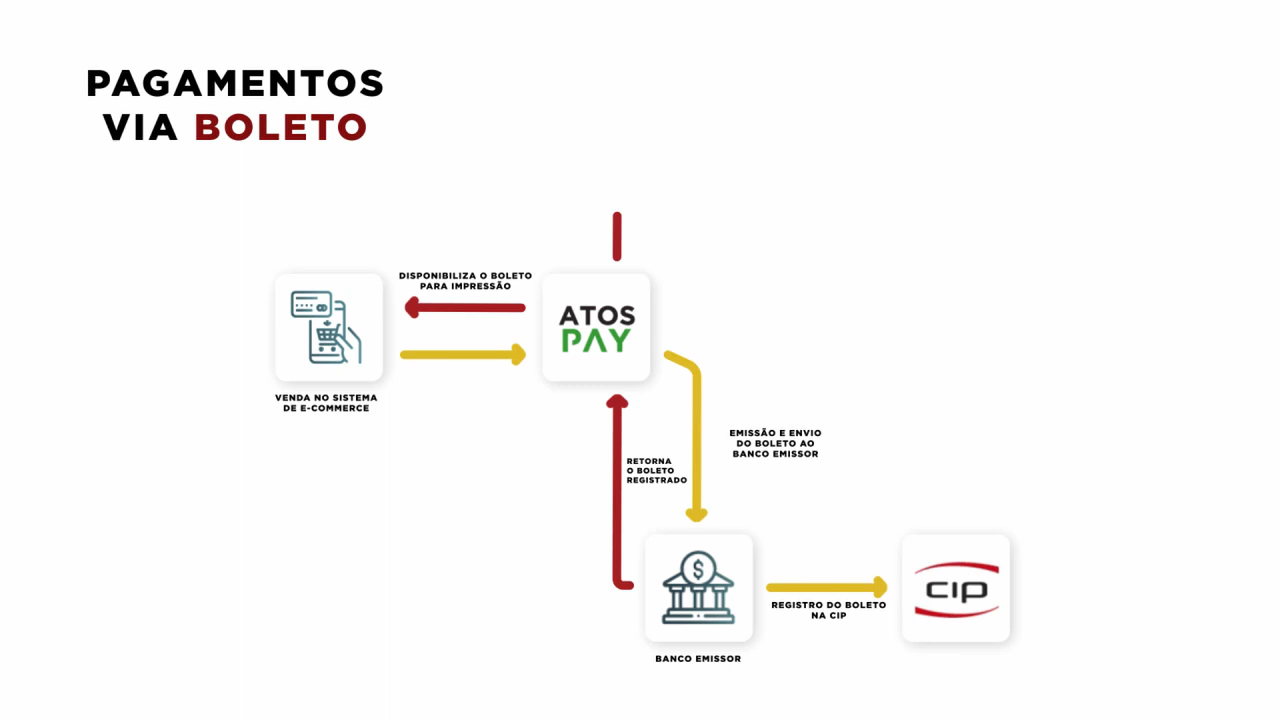 PAGAMENTOS
VIA BOLETO
DISPONIBILIZA O BOLETO
PARA IMPRESSÃO
ATOS
PAY
VENDA NO SISTEMA
DE E-COMMERCE
EMISSÃO E ENVIO
DO BOLETO AO
BANCO EMISSOR
RETORNA
O BOLETO
REGISTRADO
$
cip
REGISTRO DO BOLETO
NA CIP
BANCO EMISSOR